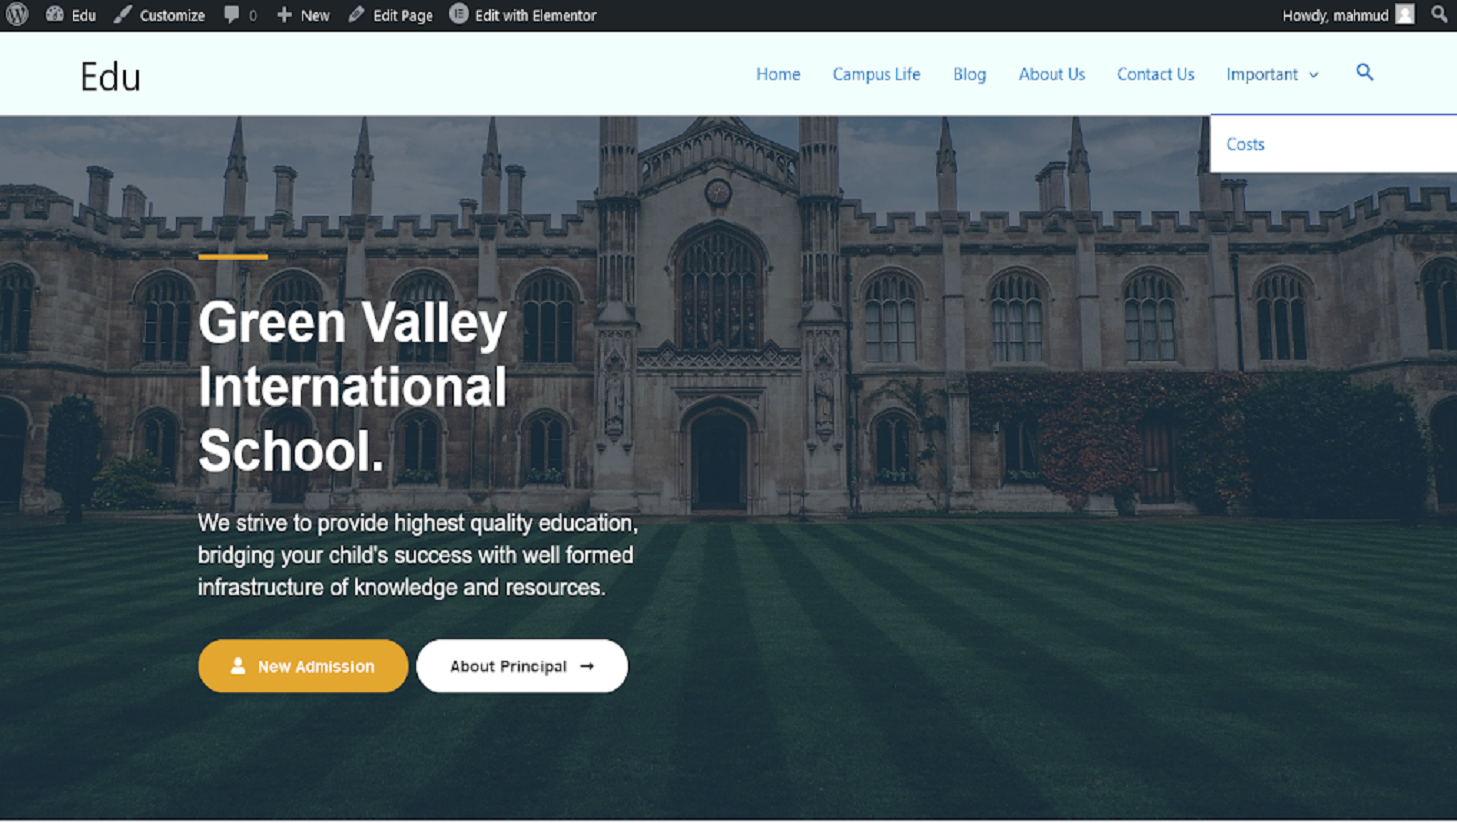 Edu Customize 0 New Edit Page Edit with Elementor Howdy, mahmud
Edu Home Campus Life Blog About Us Contact Us Important
Costs
Green Valley
International
School.
We strive to provide highest quality education,
bridging your child's success with well formed
infrastructure of knowledge and resources.
New Admission About Principal →